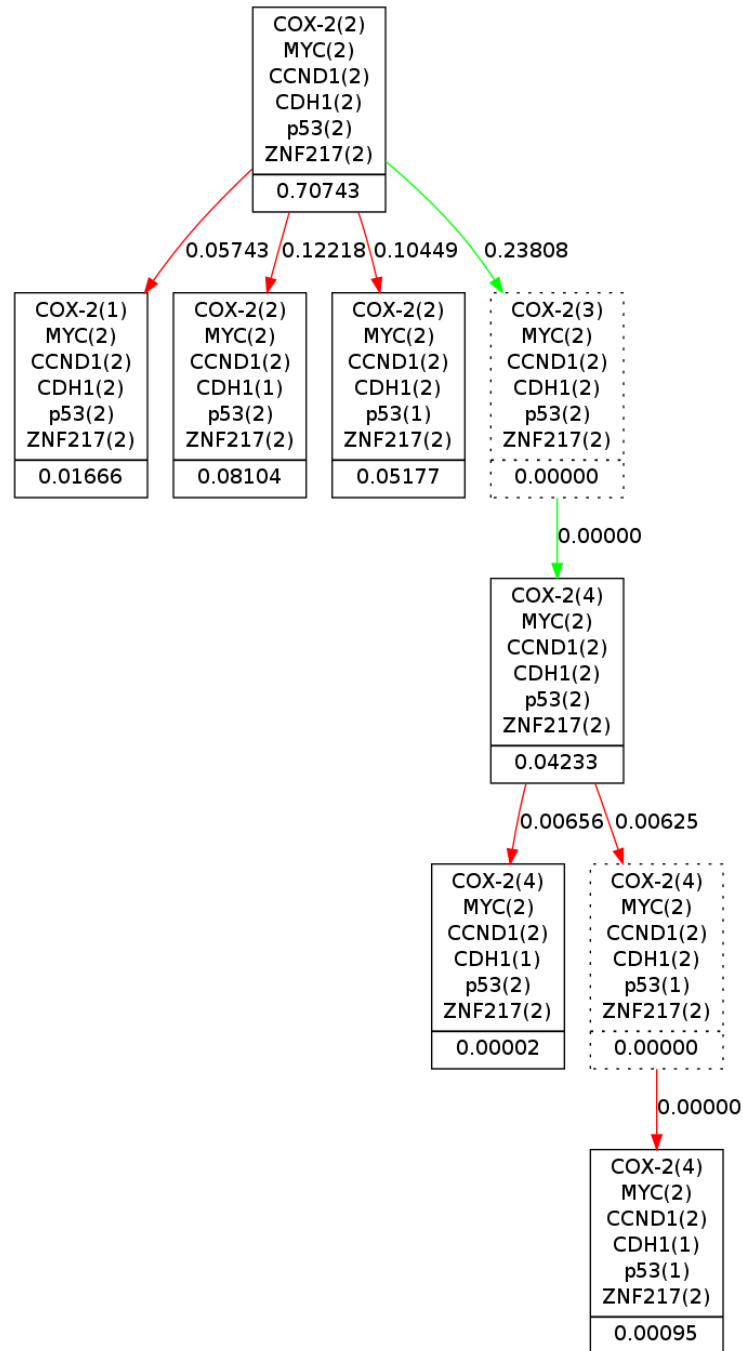 COX-2(2)
MYC(2)
CCND1(2)
CDH1(2)
p53(2)
ZNF217(2)
0.70743
0.05743
0.12218
0.10449
0.23808
COX-2(1)
MYC(2)
CCND1(2)
CDH1(2)
p53(2)
ZNF217(2)
0.01666
COX-2(2)
MYC(2)
CCND1(2)
CDH1(1)
p53(2)
ZNF217(2)
0.08104
COX-2(2)
MYC(2)
CCND1(2)
CDH1(2)
p53(1)
ZNF217(2)
0.05177
COX-2(3)
MYC(2)
CCND1(2)
CDH1(2)
p53(2)
ZNF217(2)
0.00000
0.00000
COX-2(4)
MYC(2)
CCND1(2)
CDH1(2)
p53(2)
ZNF217(2)
0.04233
0.00656
0.00625
COX-2(4)
MYC(2)
CCND1(2)
CDH1(1)
p53(2)
ZNF217(2)
0.00002
COX-2(4)
MYC(2)
CCND1(2)
CDH1(2)
p53(1)
ZNF217(2)
0.00000
0.00000
COX-2(4)
MYC(2)
CCND1(2)
CDH1(1)
p53(1)
ZNF217(2)
0.00095